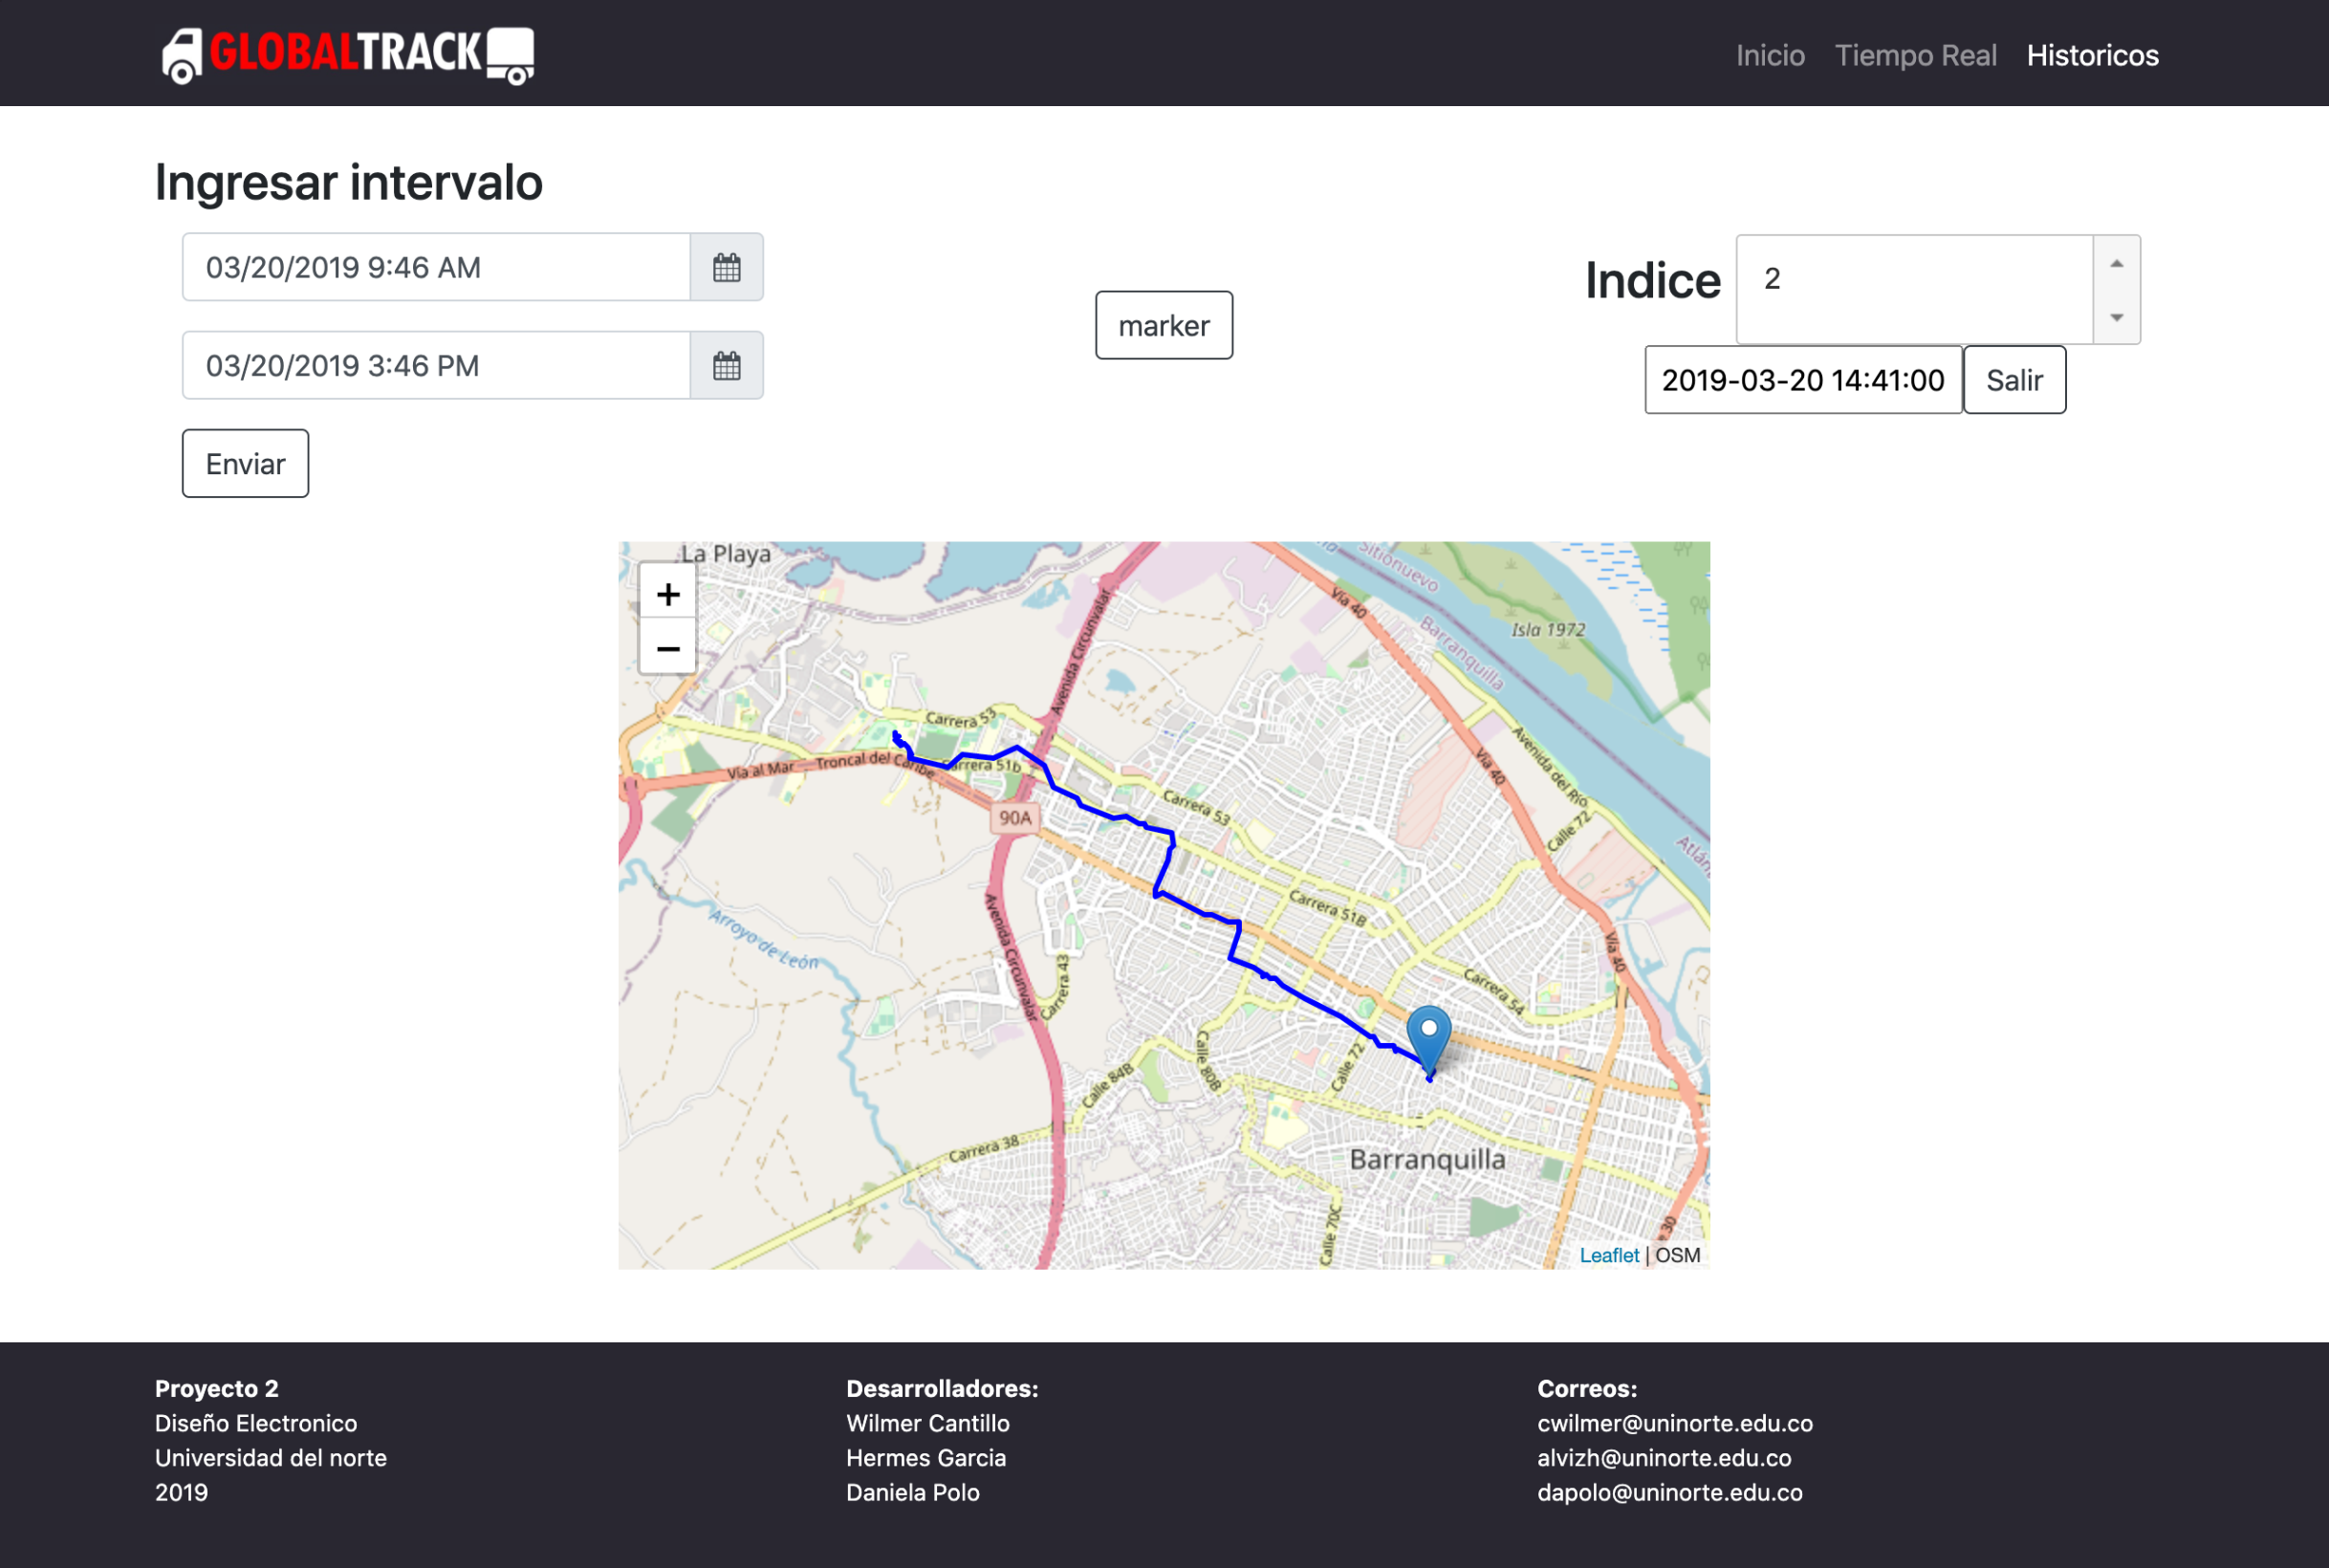 GLOBALTRACK
Inicio Tiempo Real Historicos
Ingresar intervalo
03/20/2019 9:46 AM
03/20/2019 3:46 PM
Enviar
marker
Indice 2
2019-03-20 14:41:00 Salir
La Playa
+
−
Sitionuevo
Vía 40
Isla 1972
Barranquilla
Avenida Circunvalar
Carrera 53
Vía al Mar
Troncal del Caribe
Carrera 51b
90A
Carrera 53
Vía 40
Avenida del Río
Calle 72
Arroyo de León
Avenida Circunvalar
Carrera 43
Carrera 51B
Vía 40
Carrera 54
Calle 72
Calle 80B
Calle 84B
Carrera 38
Barranquilla
Calle 70C
30
Leaflet | OSM
Proyecto 2
Diseño Electronico
Universidad del norte
2019
Desarrolladores:
Wilmer Cantillo
Hermes Garcia
Daniela Polo
Correos:
cwilmer@uninorte.edu.co
alvizh@uninorte.edu.co
dapolo@uninorte.edu.co